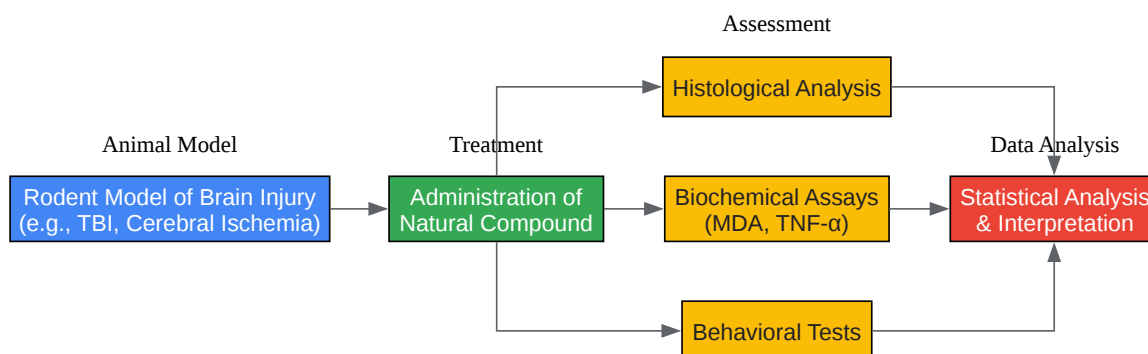 Assessment
Histological Analysis
Animal Model
Treatment
Data Analysis
Rodent Model of Brain Injury
(e.g., TBI, Cerebral Ischemia)
Administration of
Natural Compound
Biochemical Assays
(MDA, TNF-α)
Statistical Analysis
& Interpretation
Behavioral Tests